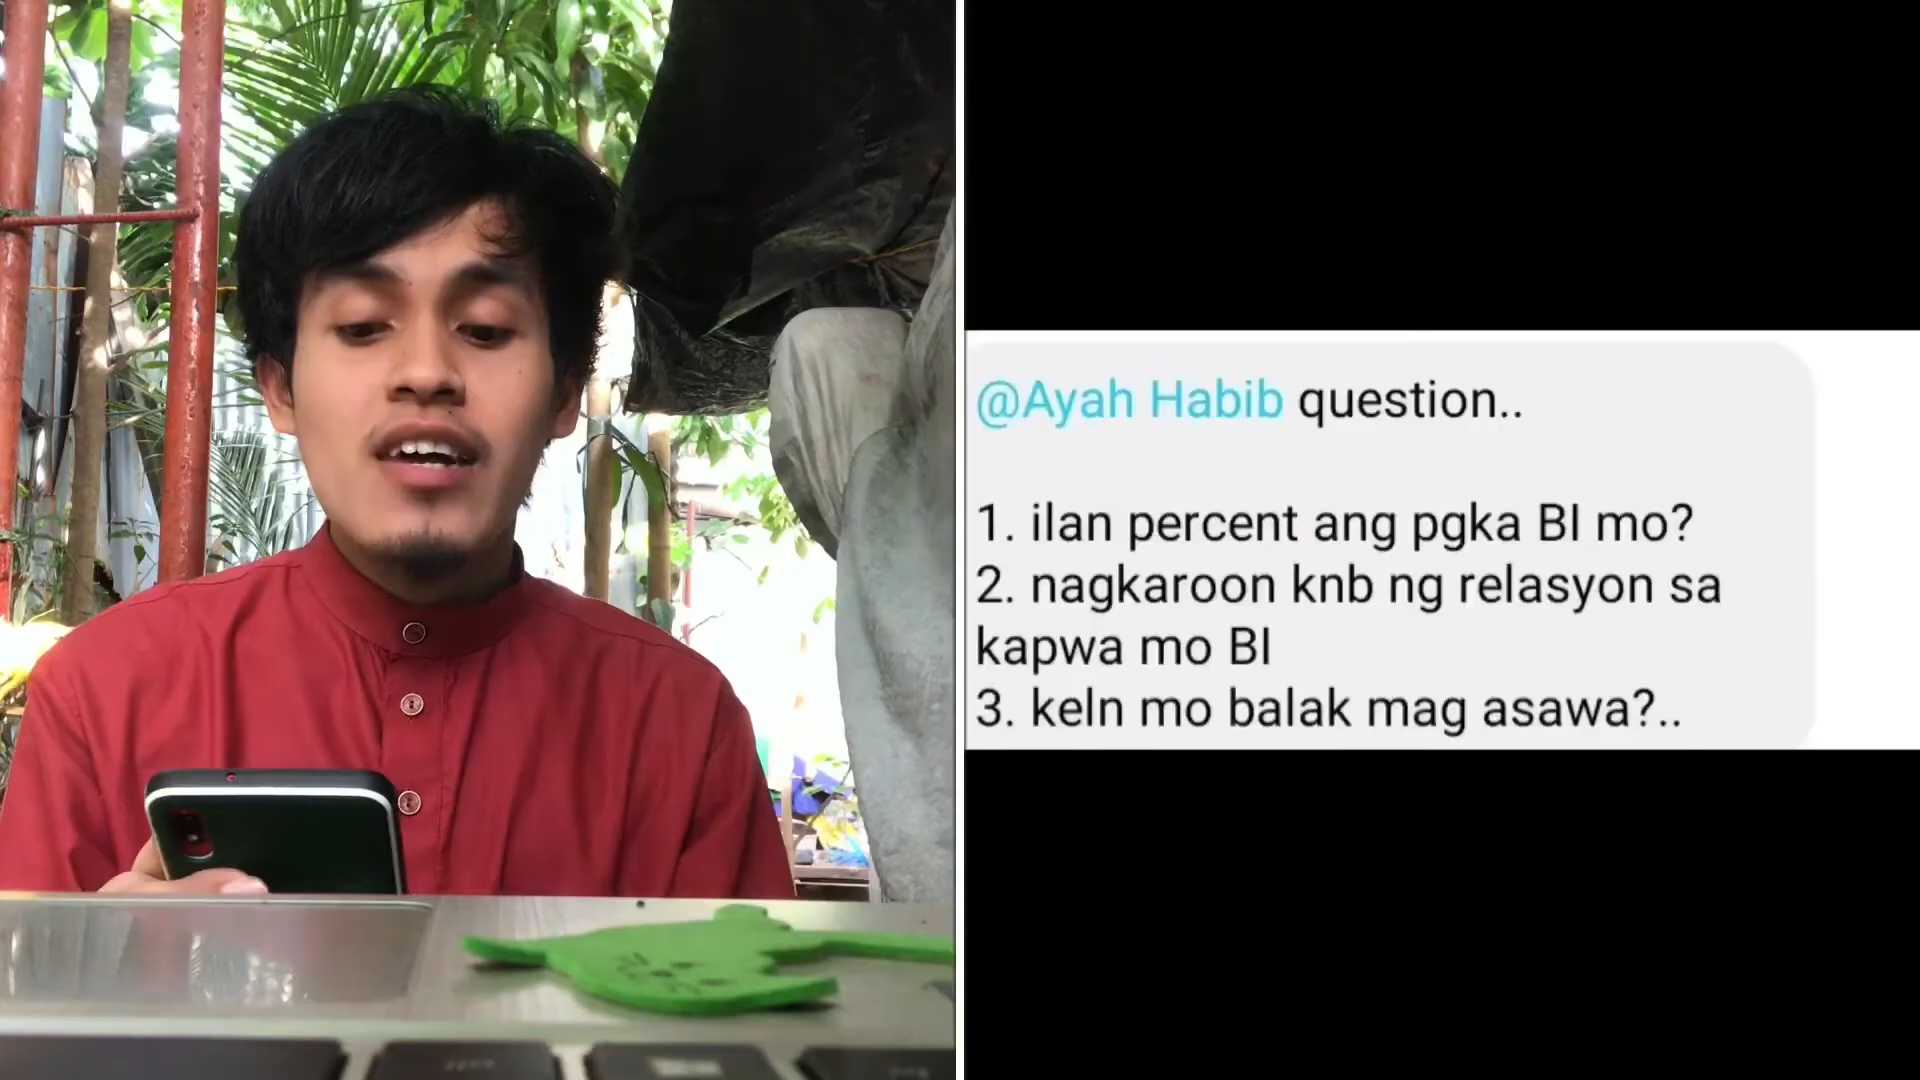 @Ayah Habib question..
1. ilan percent ang pgka BI mo?
2. nagkaroon knb ng relasyon sa
kapwa mo BI
3. keln mo balak mag asawa?..